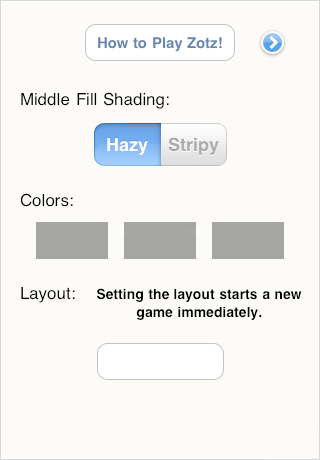 How to Play Zotz!
Middle Fill Shading:
Hazy Stripy
Colors:
Layout:
Setting the layout starts a new
game immediately.